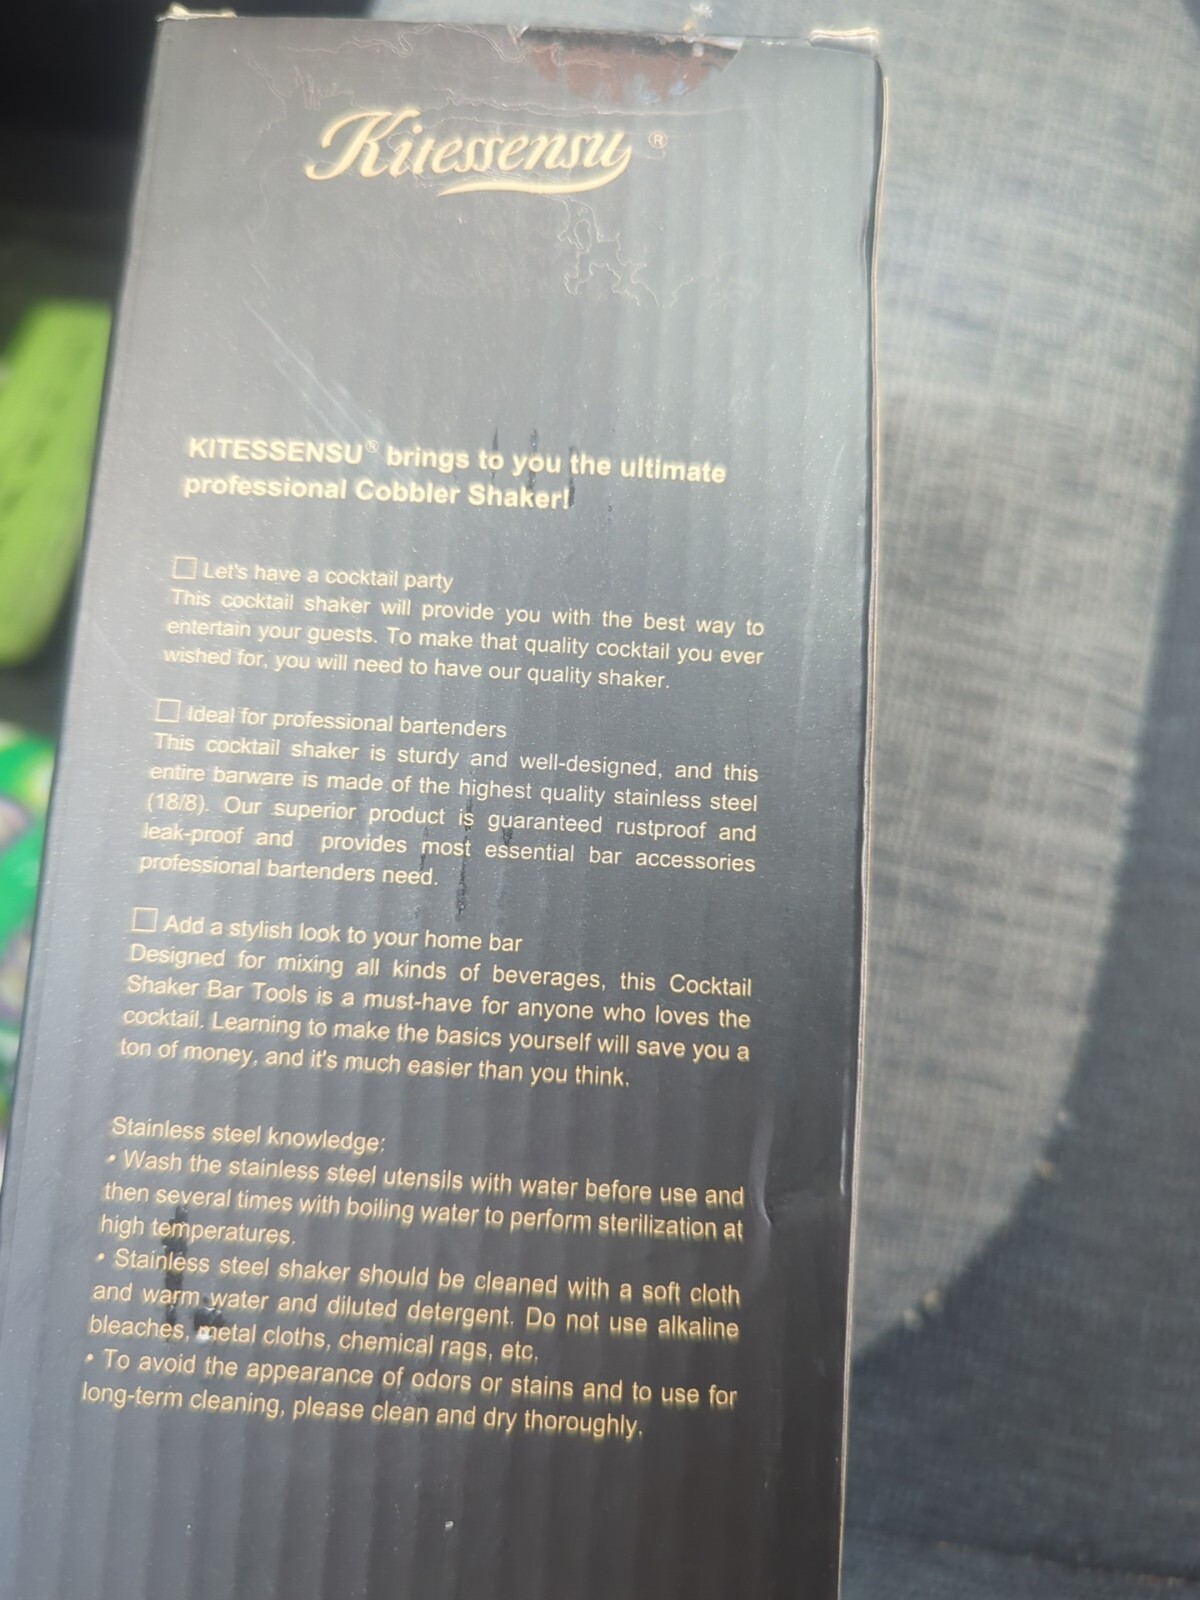 Kitessensu®
KITESSENSU® brings to you the ultimate
professional Cobbler Shaker!
☐ Let's have a cocktail party
This cocktail shaker will provide you with the best way to
entertain your guests. To make that quality cocktail you ever
wished for, you will need to have our quality shaker.
☐ Ideal for professional bartenders
This cocktail shaker is sturdy and well-designed, and this
entire barware is made of the highest quality stainless steel
(18/8). Our superior product is guaranteed rustproof and
leak-proof and provides most essential bar accessories
professional bartenders need.
☐ Add a stylish look to your home bar
Designed for mixing all kinds of beverages, this Cocktail
Shaker Bar Tools is a must-have for anyone who loves the
cocktail. Learning to make the basics yourself will save you a
ton of money, and it's much easier than you think.
Stainless steel knowledge:
• Wash the stainless steel utensils with water before use and
then several times with boiling water to perform sterilization at
high temperatures.
• Stainless steel shaker should be cleaned with a soft cloth
and warm water and diluted detergent. Do not use alkaline
bleaches, metal cloths, chemical rags, etc.
• To avoid the appearance of odors or stains and to use for
long-term cleaning, please clean and dry thoroughly.